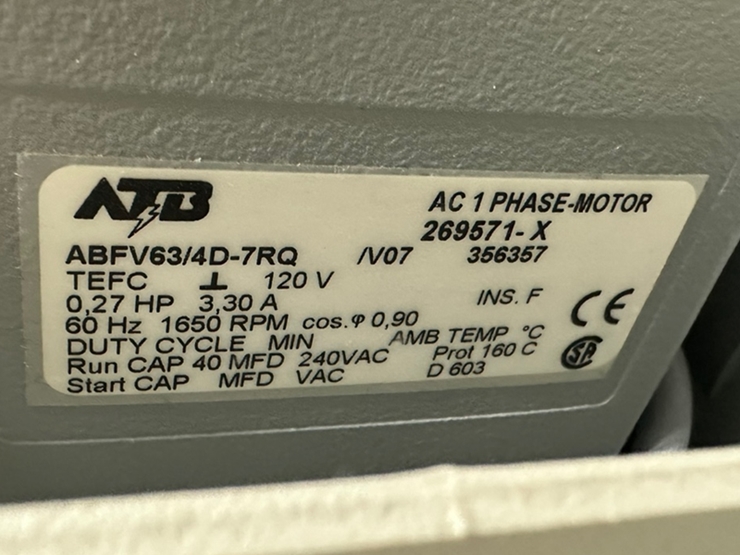 ATB
AC 1 PHASE-MOTOR
269571-X
ABFV63/4D-7RQ /V07 356357
TEFC ⊥ 120 V
0,27 HP 3,30 A INS. F
60 Hz 1650 RPM cos.φ 0,90
DUTY CYCLE MIN AMB TEMP °C
Run CAP 40 MFD 240VAC Prot 160 C
Start CAP MFD VAC D 603
CE